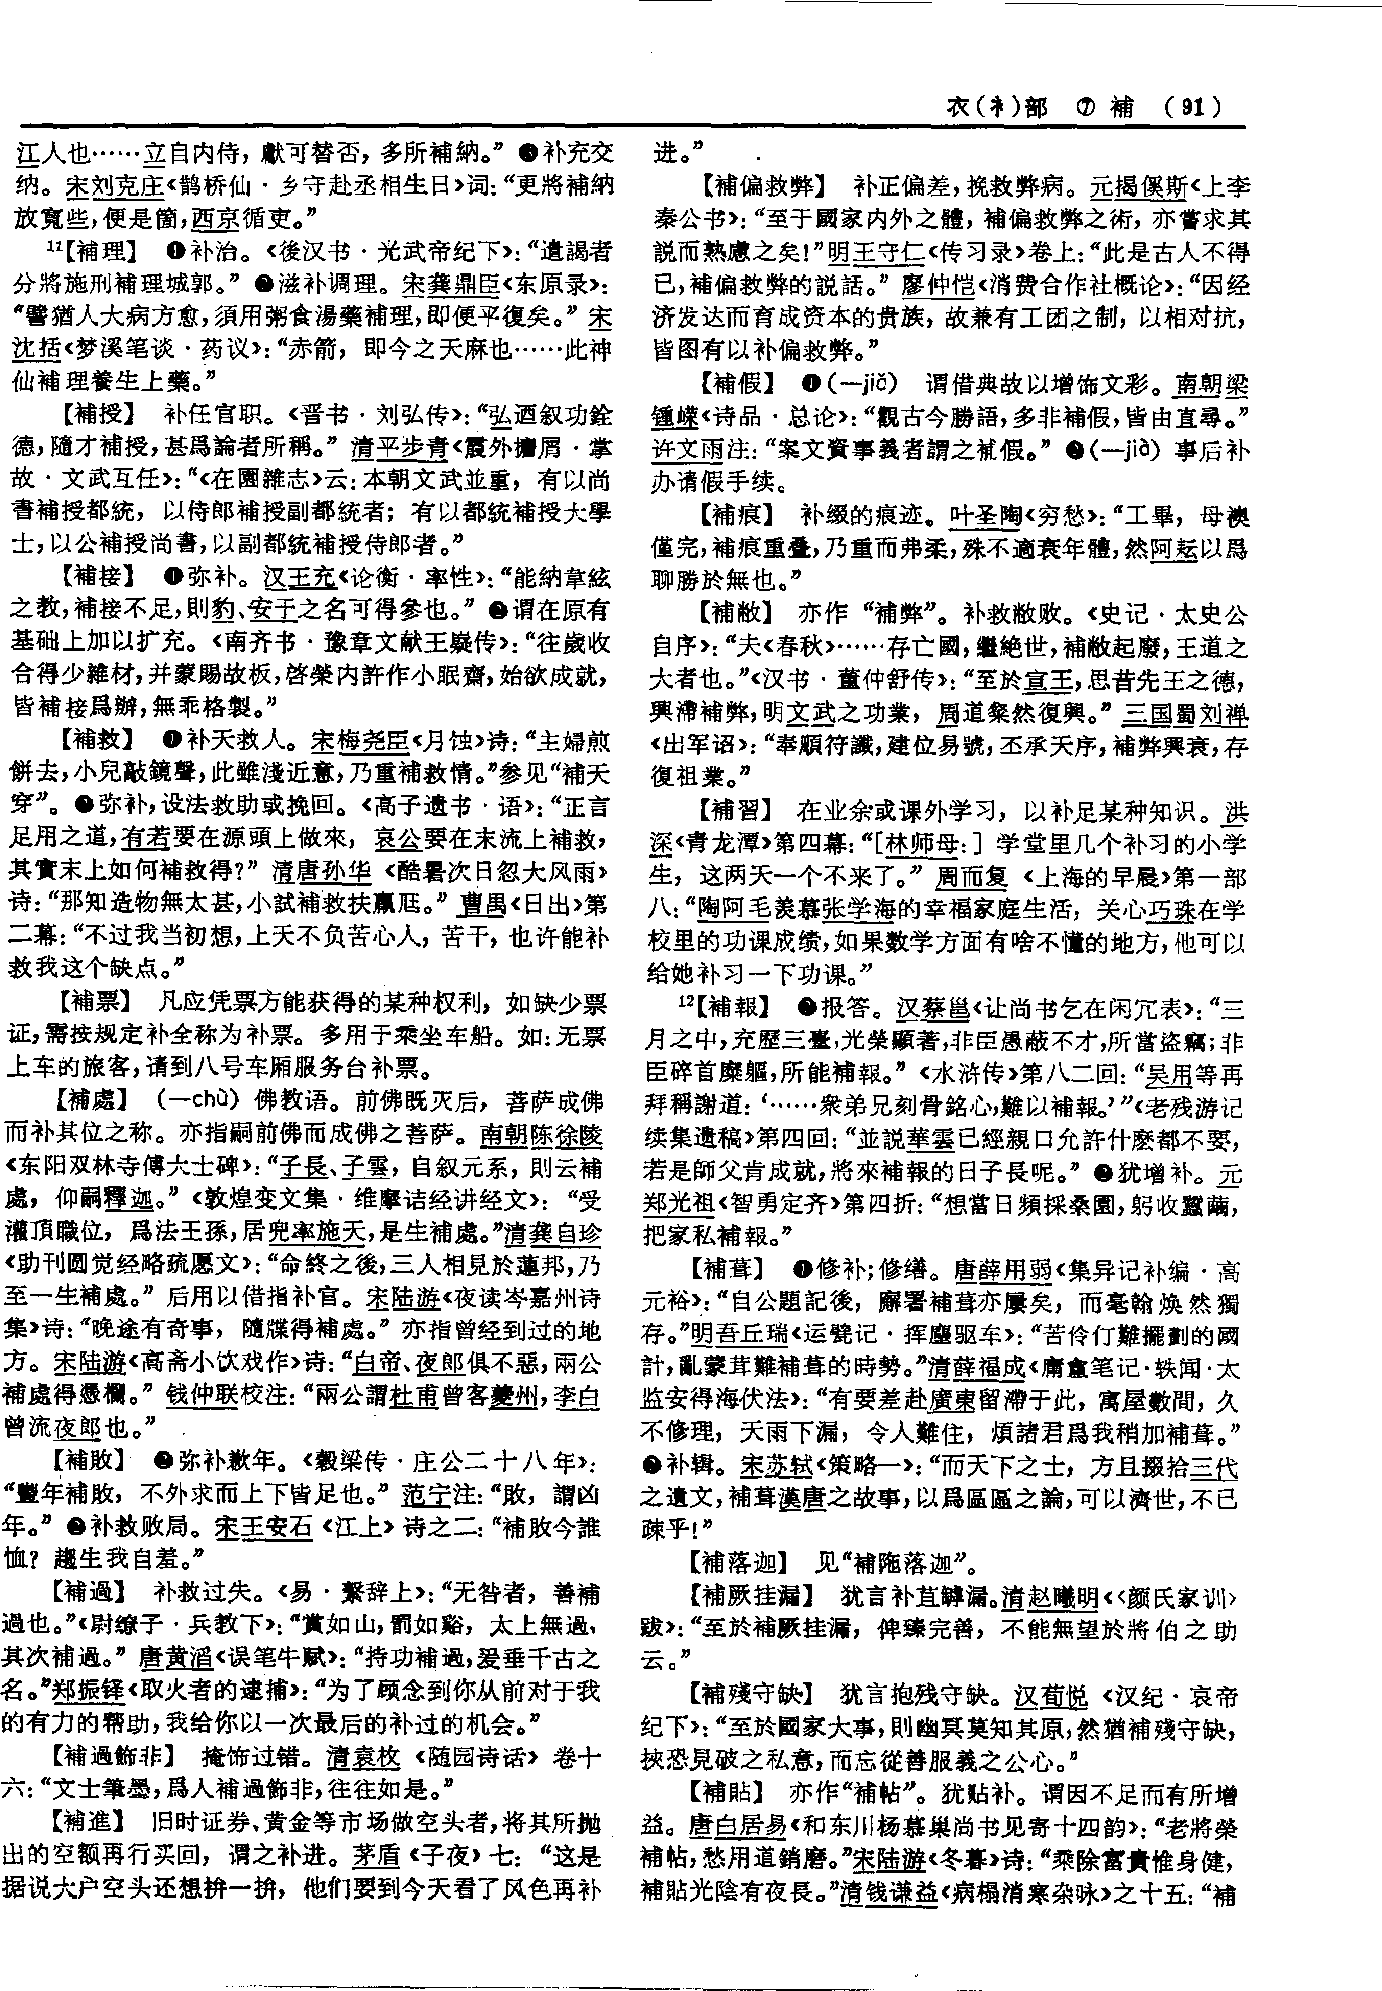 衣(衤)部 ⑦ 補 (91)
江人也……立自内侍，獻可替否，多所補納。” ❸补充交
纳。宋刘克庄《鹊桥仙·乡守赴丞相生日》词：“更將補納
放寬些，便是箇，西京循吏。”
¹¹【補理】 ❶补治。《後汉书·光武帝纪下》：“遣謁者
分將施刑補理城郭。” ❷滋补调理。宋龚鼎臣《东原录》：
“譬猶人大病方愈，須用粥食湯藥補理，即便平復矣。” 宋
沈括《梦溪笔谈·药议》：“赤箭，即今之天麻也……此神
仙補理養生上藥。”
【補授】 补任官职。《晋书·刘弘传》：“弘迺叙功銓
德，隨才補授，甚爲論者所稱。” 清平步青《霞外攟屑·掌
故·文武互任》：“《在園雜志》云：本朝文武並重，有以尚
書補授都統，以侍郎補授副都統者；有以都統補授大學
士，以公補授尚書，以副都統補授侍郎者。”
【補接】 ❶弥补。汉王充《论衡·率性》：“能納韋絃
之教，補接不足，則豹、安于之名可得參也。” ❷谓在原有
基础上加以扩充。《南齐书·豫章文献王嶷传》：“往歲收
合得少雜材，并蒙賜故板，啓榮内許作小眠齋，始欲成就，
皆補接爲辦，無乖格製。”
【補救】 ❶补天救人。宋梅尧臣《月蚀》诗：“主婦煎
餅去，小兒敲鏡聲，此雖淺近意，乃重補救情。”参见“補天
穿”。❷弥补，设法救助或挽回。《高子遗书·语》：“正言
足用之道，有若要在源頭上做來，哀公要在末流上補救，
其實末上如何補救得？” 清唐孙华《酷暑次日忽大风雨》
诗：“那知造物無太甚，小試補救扶羸尫。” 曹禺《日出》第
二幕：“不过我当初想，上天不负苦心人，苦干，也许能补
救我这个缺点。”
【補票】 凡应凭票方能获得的某种权利，如缺少票
证，需按规定补全称为补票。多用于乘坐车船。如：无票
上车的旅客，请到八号车厢服务台补票。
【補處】 (—chù) 佛教语。前佛既灭后，菩萨成佛
而补其位之称。亦指嗣前佛而成佛之菩萨。南朝陈徐陵
《东阳双林寺傅大士碑》：“子長、子雲，自叙元系，則云補
處，仰嗣釋迦。” 《敦煌变文集·维摩诘经讲经文》：“受
灌頂職位，爲法王孫，居兜率施天，是生補處。”清龚自珍
《助刊圆觉经略疏愿文》：“命終之後，三人相見於蓮邦，乃
至一生補處。” 后用以借指补官。宋陆游《夜读岑嘉州诗
集》诗：“晚途有奇事，隨牒得補處。” 亦指曾经到过的地
方。宋陆游《高斋小饮戏作》诗：“白帝、夜郎俱不惡，兩公
補處得憑欄。” 钱仲联校注：“兩公謂杜甫曾客夔州，李白
曾流夜郎也。”
【補敗】 ❶弥补歉年。《穀梁传·庄公二十八年》：
“豐年補敗，不外求而上下皆足也。” 范宁注：“敗，謂凶
年。” ❷补救败局。宋王安石《江上》诗之二：“補敗今誰
恤？趨生我自羞。”
【補過】 补救过失。《易·繫辞上》：“无咎者，善補
過也。”《尉缭子·兵教下》：“賞如山，罰如谿，太上無過，
其次補過。” 唐黄滔《误笔牛赋》：“持功補過，爰垂千古之
名。”郑振铎《取火者的逮捕》：“为了顾念到你从前对于我
的有力的帮助，我给你以一次最后的补过的机会。”
【補過飾非】 掩饰过错。清袁枚《随园诗话》卷十
六：“文士筆墨，爲人補過飾非，往往如是。”
【補進】 旧时证券、黄金等市场做空头者，将其所抛
出的空额再行买回，谓之补进。茅盾《子夜》七：“这是
据说大户空头还想拚一拚，他们要到今天看了风色再补
进。”
【補偏救弊】 补正偏差，挽救弊病。元揭傒斯《上李
秦公书》：“至于國家内外之體，補偏救弊之術，亦嘗求其
説而熟慮之矣！”明王守仁《传习录》卷上：“此是古人不得
已，補偏救弊的説話。” 廖仲恺《消费合作社概论》：“因经
济发达而育成资本的贵族，故兼有工团之制，以相对抗，
皆图有以补偏救弊。”
【補假】 ❶(—jiǎ) 谓借典故以增饰文彩。南朝梁
锺嵘《诗品·总论》：“觀古今勝語，多非補假，皆由直尋。”
许文雨注：“案文資事義者謂之補假。” ❷(—jià) 事后补
办请假手续。
【補痕】 补缀的痕迹。叶圣陶《穷愁》：“工畢，母襖
僅完，補痕重疊，乃重而弗柔，殊不適衰年體，然阿耘以爲
聊勝於無也。”
【補敝】 亦作“補弊”。补救敝败。《史记·太史公
自序》：“夫《春秋》……存亡國，繼絶世，補敝起廢，王道之
大者也。”《汉书·董仲舒传》：“至於宣王，思昔先王之德，
興滯補弊，明文武之功業，周道粲然復興。” 三国蜀刘禅
《出军诏》：“奉順符讖，建位易號，丕承天序，補弊興衰，存
復祖業。”
【補習】 在业余或课外学习，以补足某种知识。洪
深《青龙潭》第四幕：“［林师母：］学堂里几个补习的小学
生，这两天一个不来了。” 周而复《上海的早晨》第一部
八：“陶阿毛羡慕张学海的幸福家庭生活，关心巧珠在学
校里的功课成绩，如果数学方面有啥不懂的地方，他可以
给她补习一下功课。”
¹²【補報】 ❶报答。汉蔡邕《让尚书乞在闲冗表》：“三
月之中，充歷三臺，光榮顯著，非臣愚蔽不才，所當盜竊；非
臣碎首糜軀，所能補報。” 《水浒传》第八二回：“吴用等再
拜稱謝道：‘……衆弟兄刻骨銘心，難以補報。’”《老残游记
续集遗稿》第四回：“並説華雲已經親口允許什麽都不要，
若是師父肯成就，將來補報的日子長呢。” ❷犹增补。元
郑光祖《智勇定齐》第四折：“想當日頻採桑園，躬收蠶繭，
把家私補報。”
【補葺】 ❶修补；修缮。唐薛用弱《集异记补编·高
元裕》：“自公題記後，廨署補葺亦屢矣，而毫翰焕然獨
存。”明吾丘瑞《运甓记·挥麈驱车》：“苦伶仃難擺劃的國
計，亂蒙茸難補葺的時勢。”清薛福成《庸盦笔记·轶闻·太
监安得海伏法》：“有要差赴廣東留滯于此，寓屋數間，久
不修理，天雨下漏，令人難住，煩諸君爲我稍加補葺。”
❷补辑。宋苏轼《策略一》：“而天下之士，方且掇拾三代
之遺文，補葺漢唐之故事，以爲區區之論，可以濟世，不已
疎乎！”
【補落迦】 见“補陁落迦”。
【補厥挂漏】 犹言补苴罅漏。清赵曦明《〈颜氏家训〉
跋》：“至於補厥挂漏，俾臻完善，不能無望於將伯之助
云。”
【補殘守缺】 犹言抱残守缺。汉荀悦《汉纪·哀帝
纪下》：“至於國家大事，則幽冥莫知其原，然猶補殘守缺，
挾恐見破之私意，而忘從善服義之公心。”
【補貼】 亦作“補帖”。犹贴补。谓因不足而有所增
益。唐白居易《和东川杨慕巢尚书见寄十四韵》：“老將榮
補帖，愁用道銷磨。”宋陆游《冬暮》诗：“乘除富貴惟身健，
補貼光陰有夜長。”清钱谦益《病榻消寒杂咏》之十五：“補